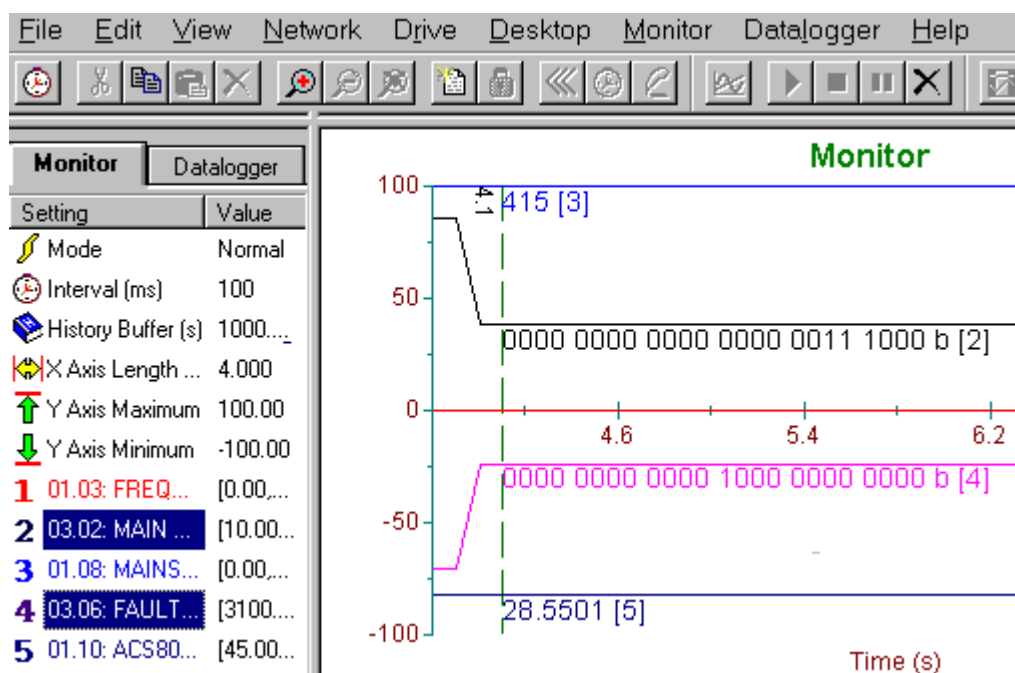 File Edit View Network Drive Desktop Monitor Datalogger Help
Monitor Datalogger
Setting Value
Mode Normal
Interval (ms) 100
History Buffer (s) 1000....
X Axis Length ... 4.000
Y Axis Maximum 100.00
Y Axis Minimum -100.00
1 01.03: FREQ... [0.00,...
2 03.02: MAIN ... [10.00...
3 01.08: MAINS... [0.00,...
4 03.06: FAULT... [3100....
5 01.10: ACS80... [45.00...
Monitor
100
4.1
415 [3]
50
0000 0000 0000 0000 0011 1000 b [2]
0
4.6 5.4 6.2
0000 0000 0000 1000 0000 0000 b [4]
-50
28.5501 [5]
-100
Time (s)